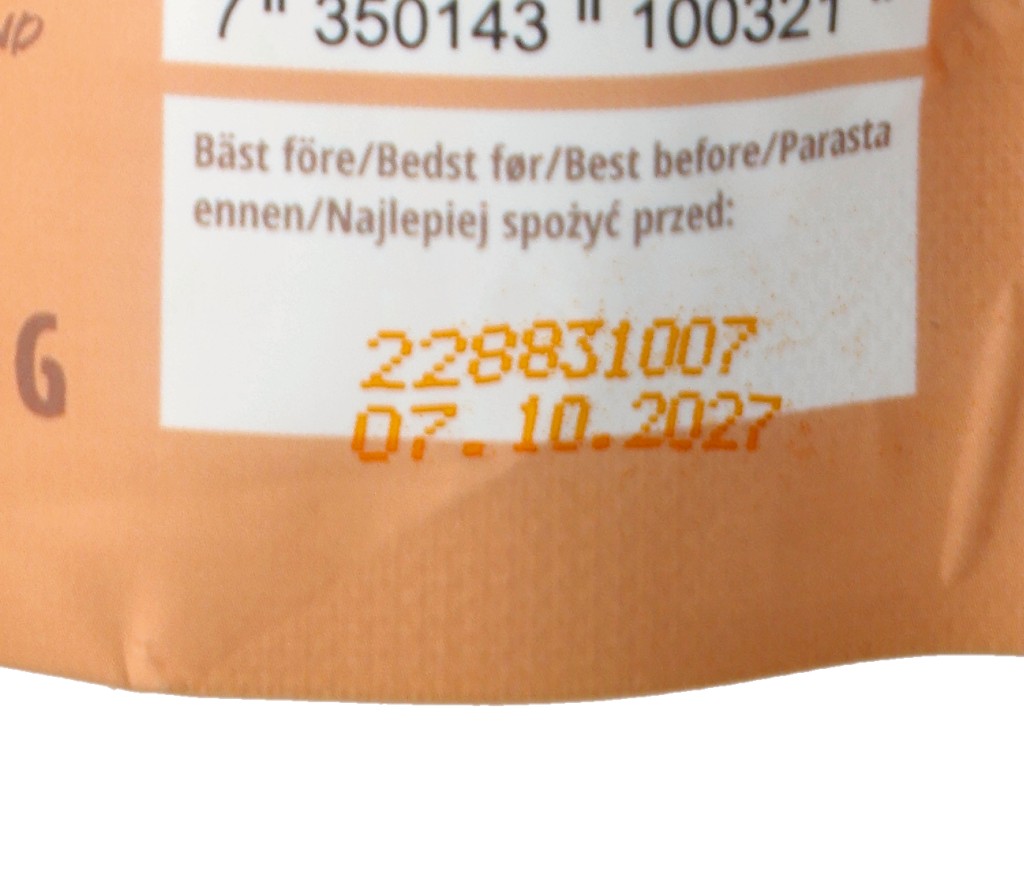 7 350143 100321
Bäst före/Bedst før/Best before/Parasta
ennen/Najlepiej spożyć przed:
G
228831007
07.10.2027